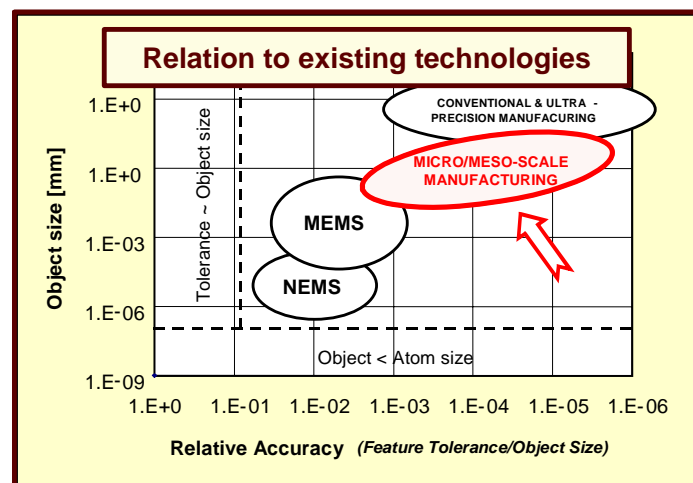 Relation to existing technologies
1.E+0
CONVENTIONAL & ULTRA -
PRECISION MANUFACURING
MICRO/MESO-SCALE
MANUFACTURING
1.E+0
MEMS
1.E-03
NEMS
1.E-06
Object < Atom size
1.E-09
Object size [mm]
Tolerance ~ Object size
1.E+0 1.E-01 1.E-02 1.E-03 1.E-04 1.E-05 1.E-06
Relative Accuracy (Feature Tolerance/Object Size)